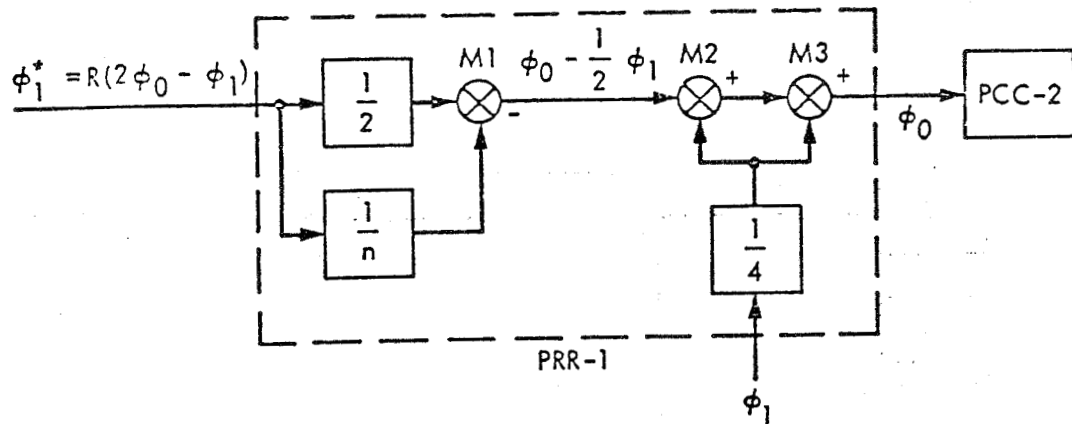 ϕ₁* = R(2ϕ₀ - ϕ₁)
1/2
M1
-
ϕ₀ - 1/2 ϕ₁
M2
+
M3
+
ϕ₀
PCC-2
1/n
1/4
PRR-1
ϕ₁